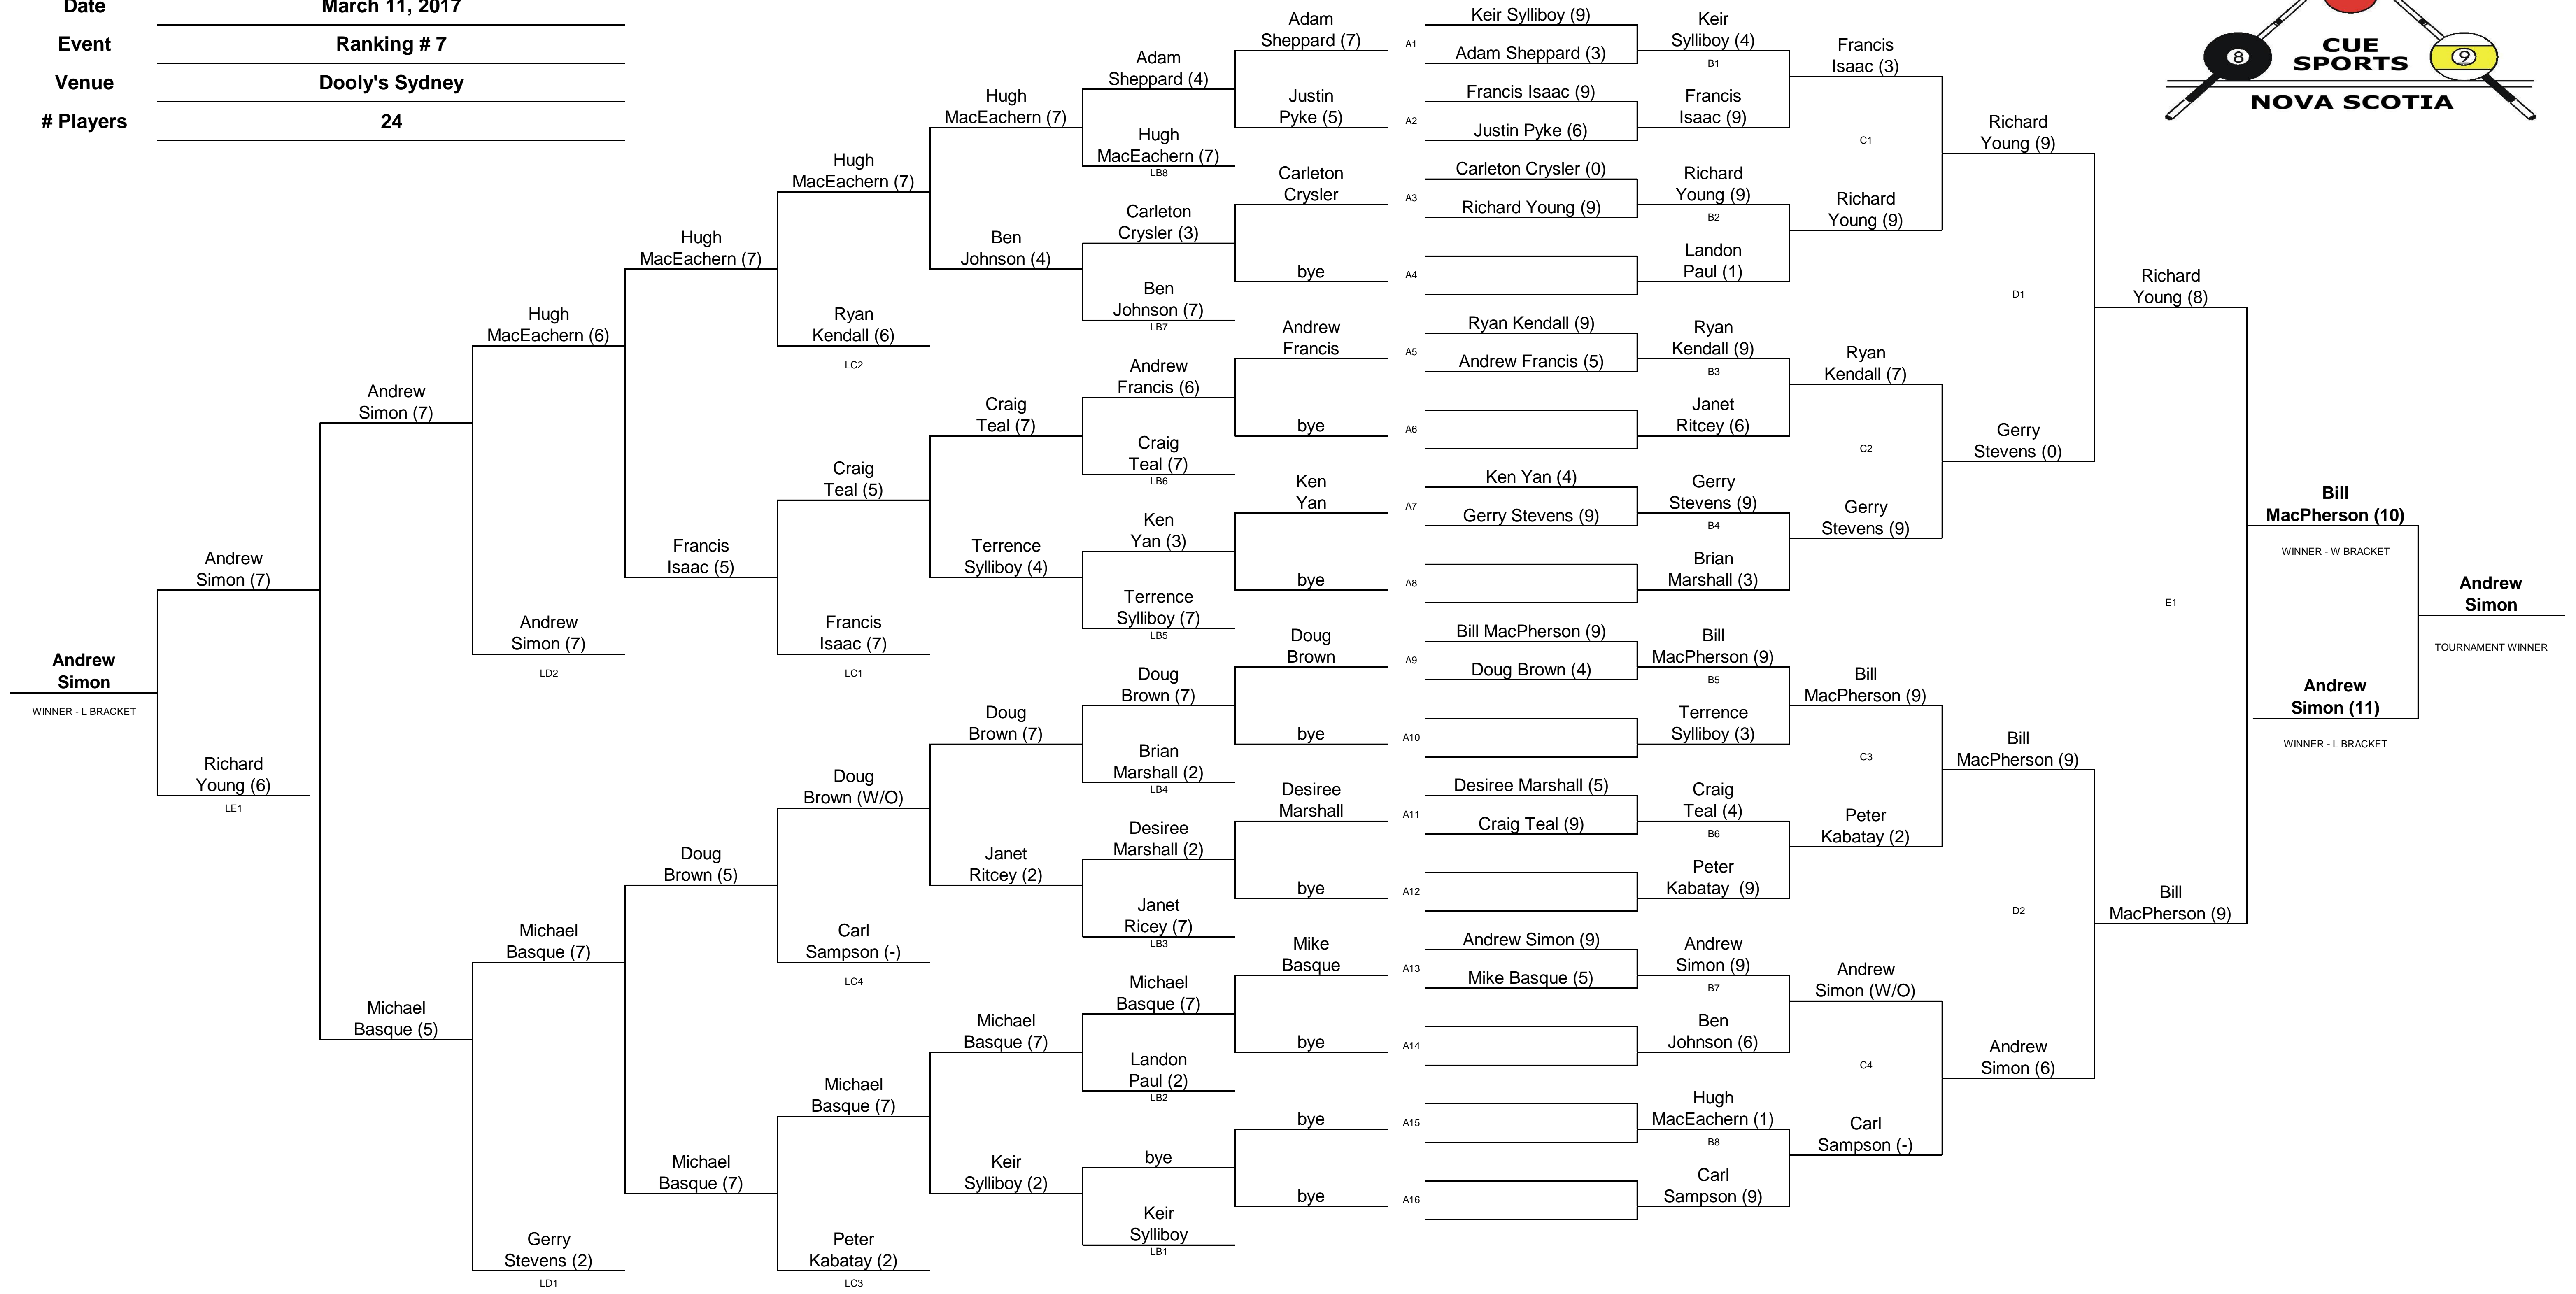 Date March 11, 2017
Event Ranking # 7
Venue Dooly's Sydney
# Players 24
8
CUE
SPORTS
9
NOVA SCOTIA
Andrew
Simon
WINNER - L BRACKET
Andrew
Simon (7)
Richard
Young (6)
LE1
Andrew
Simon (7)
Michael
Basque (5)
Hugh
MacEachern (6)
Andrew
Simon (7)
LD2
Michael
Basque (7)
Gerry
Stevens (2)
LD1
Hugh
MacEachern (7)
Francis
Isaac (5)
Doug
Brown (5)
Michael
Basque (7)
Hugh
MacEachern (7)
Ryan
Kendall (6)
LC2
Craig
Teal (5)
Francis
Isaac (7)
LC1
Doug
Brown (W/O)
Carl
Sampson (-)
LC4
Michael
Basque (7)
Peter
Kabatay (2)
LC3
Hugh
MacEachern (7)
Ben
Johnson (4)
Craig
Teal (7)
Terrence
Sylliboy (4)
Doug
Brown (7)
Janet
Ritcey (2)
Michael
Basque (7)
Keir
Sylliboy (2)
Adam
Sheppard (4)
Hugh
MacEachern (7)
LB8
Carleton
Crysler (3)
Ben
Johnson (7)
LB7
Andrew
Francis (6)
Craig
Teal (7)
LB6
Ken
Yan (3)
Terrence
Sylliboy (7)
LB5
Doug
Brown (7)
Brian
Marshall (2)
LB4
Desiree
Marshall (2)
Janet
Ricey (7)
LB3
Michael
Basque (7)
Landon
Paul (2)
LB2
bye
Keir
Sylliboy
LB1
Adam
Sheppard (7)
Justin
Pyke (5)
Carleton
Crysler
bye
Andrew
Francis
bye
Ken
Yan
bye
Doug
Brown
bye
Desiree
Marshall
bye
Mike
Basque
bye
bye
bye
A1
A2
A3
A4
A5
A6
A7
A8
A9
A10
A11
A12
A13
A14
A15
A16
Keir Sylliboy (9)
Adam Sheppard (3)
Francis Isaac (9)
Justin Pyke (6)
Carleton Crysler (0)
Richard Young (9)
Ryan Kendall (9)
Andrew Francis (5)
Ken Yan (4)
Gerry Stevens (9)
Bill MacPherson (9)
Doug Brown (4)
Desiree Marshall (5)
Craig Teal (9)
Andrew Simon (9)
Mike Basque (5)
Keir
Sylliboy (4)
B1
Francis
Isaac (9)
Richard
Young (9)
B2
Landon
Paul (1)
Ryan
Kendall (9)
B3
Janet
Ritcey (6)
Gerry
Stevens (9)
B4
Brian
Marshall (3)
Bill
MacPherson (9)
B5
Terrence
Sylliboy (3)
Craig
Teal (4)
B6
Peter
Kabatay (9)
Andrew
Simon (9)
B7
Ben
Johnson (6)
Hugh
MacEachern (1)
B8
Carl
Sampson (9)
Francis
Isaac (3)
C1
Richard
Young (9)
Ryan
Kendall (7)
C2
Gerry
Stevens (9)
Bill
MacPherson (9)
C3
Peter
Kabatay (2)
Andrew
Simon (W/O)
C4
Carl
Sampson (-)
Richard
Young (9)
D1
Gerry
Stevens (0)
Bill
MacPherson (9)
D2
Andrew
Simon (6)
Richard
Young (8)
E1
Bill
MacPherson (9)
Bill
MacPherson (10)
WINNER - W BRACKET
Andrew
Simon (11)
WINNER - L BRACKET
Andrew
Simon
TOURNAMENT WINNER